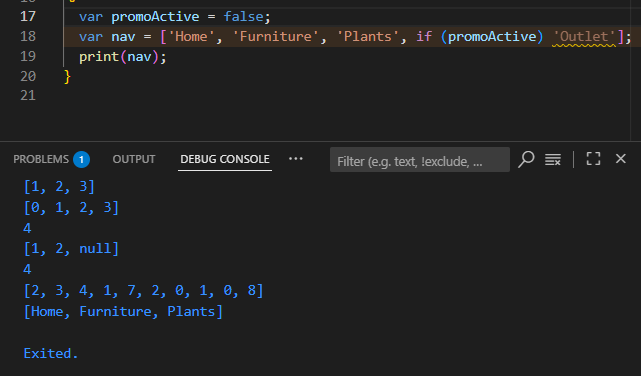 17 var promoActive = false;
18 var nav = ['Home', 'Furniture', 'Plants', if (promoActive) 'Outlet'];
19 print(nav);
20 }
21
PROBLEMS 1 OUTPUT DEBUG CONSOLE ··· Filter (e.g. text, !exclude, ...
[1, 2, 3]
[0, 1, 2, 3]
4
[1, 2, null]
4
[2, 3, 4, 1, 7, 2, 0, 1, 0, 8]
[Home, Furniture, Plants]
Exited.